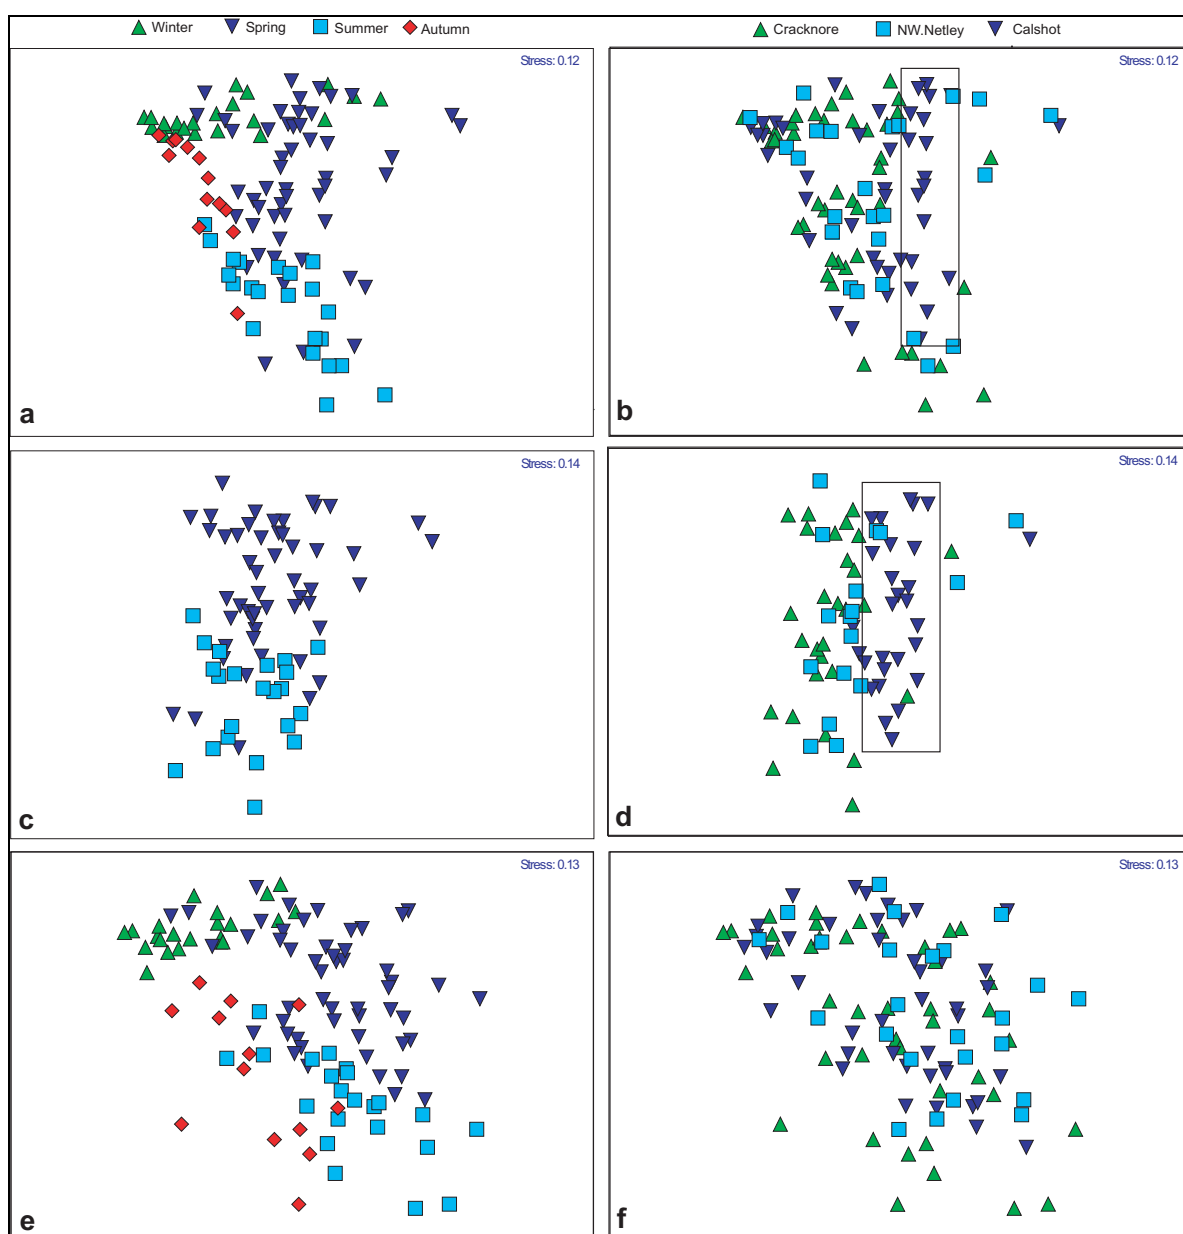 Winter Spring Summer Autumn
Cracknore NW.Netley Calshot
Stress: 0.12
Stress: 0.12
a
b
Stress: 0.14
Stress: 0.14
c
d
Stress: 0.13
Stress: 0.13
e
f